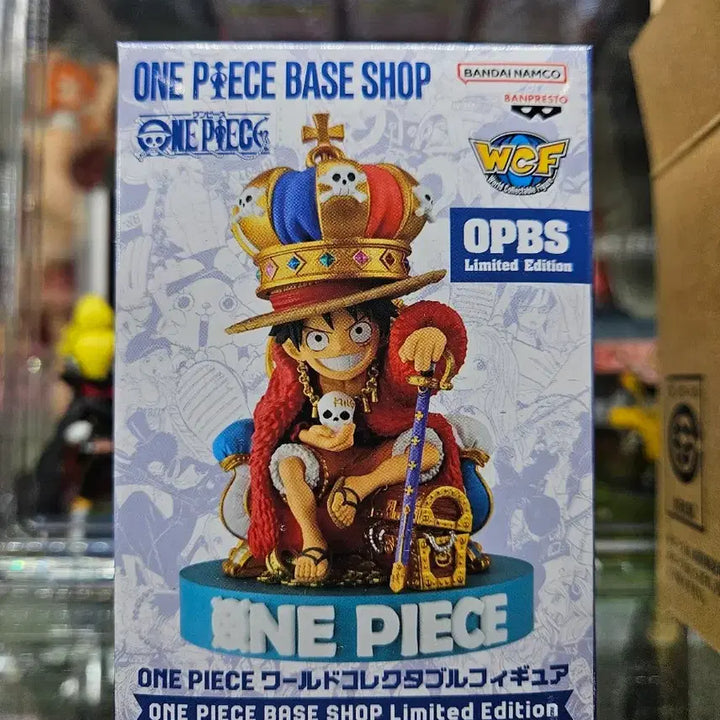 ONE PIECE BASE SHOP
BANDAI NAMCO
BANPRESTO
ワンピース
ONE PIECE
WCF
World Collectable Figure
OPBS
Limited Edition
ONE PIECE
ONE PIECE ワールドコレクタブルフィギュア
ONE PIECE BASE SHOP Limited Edition